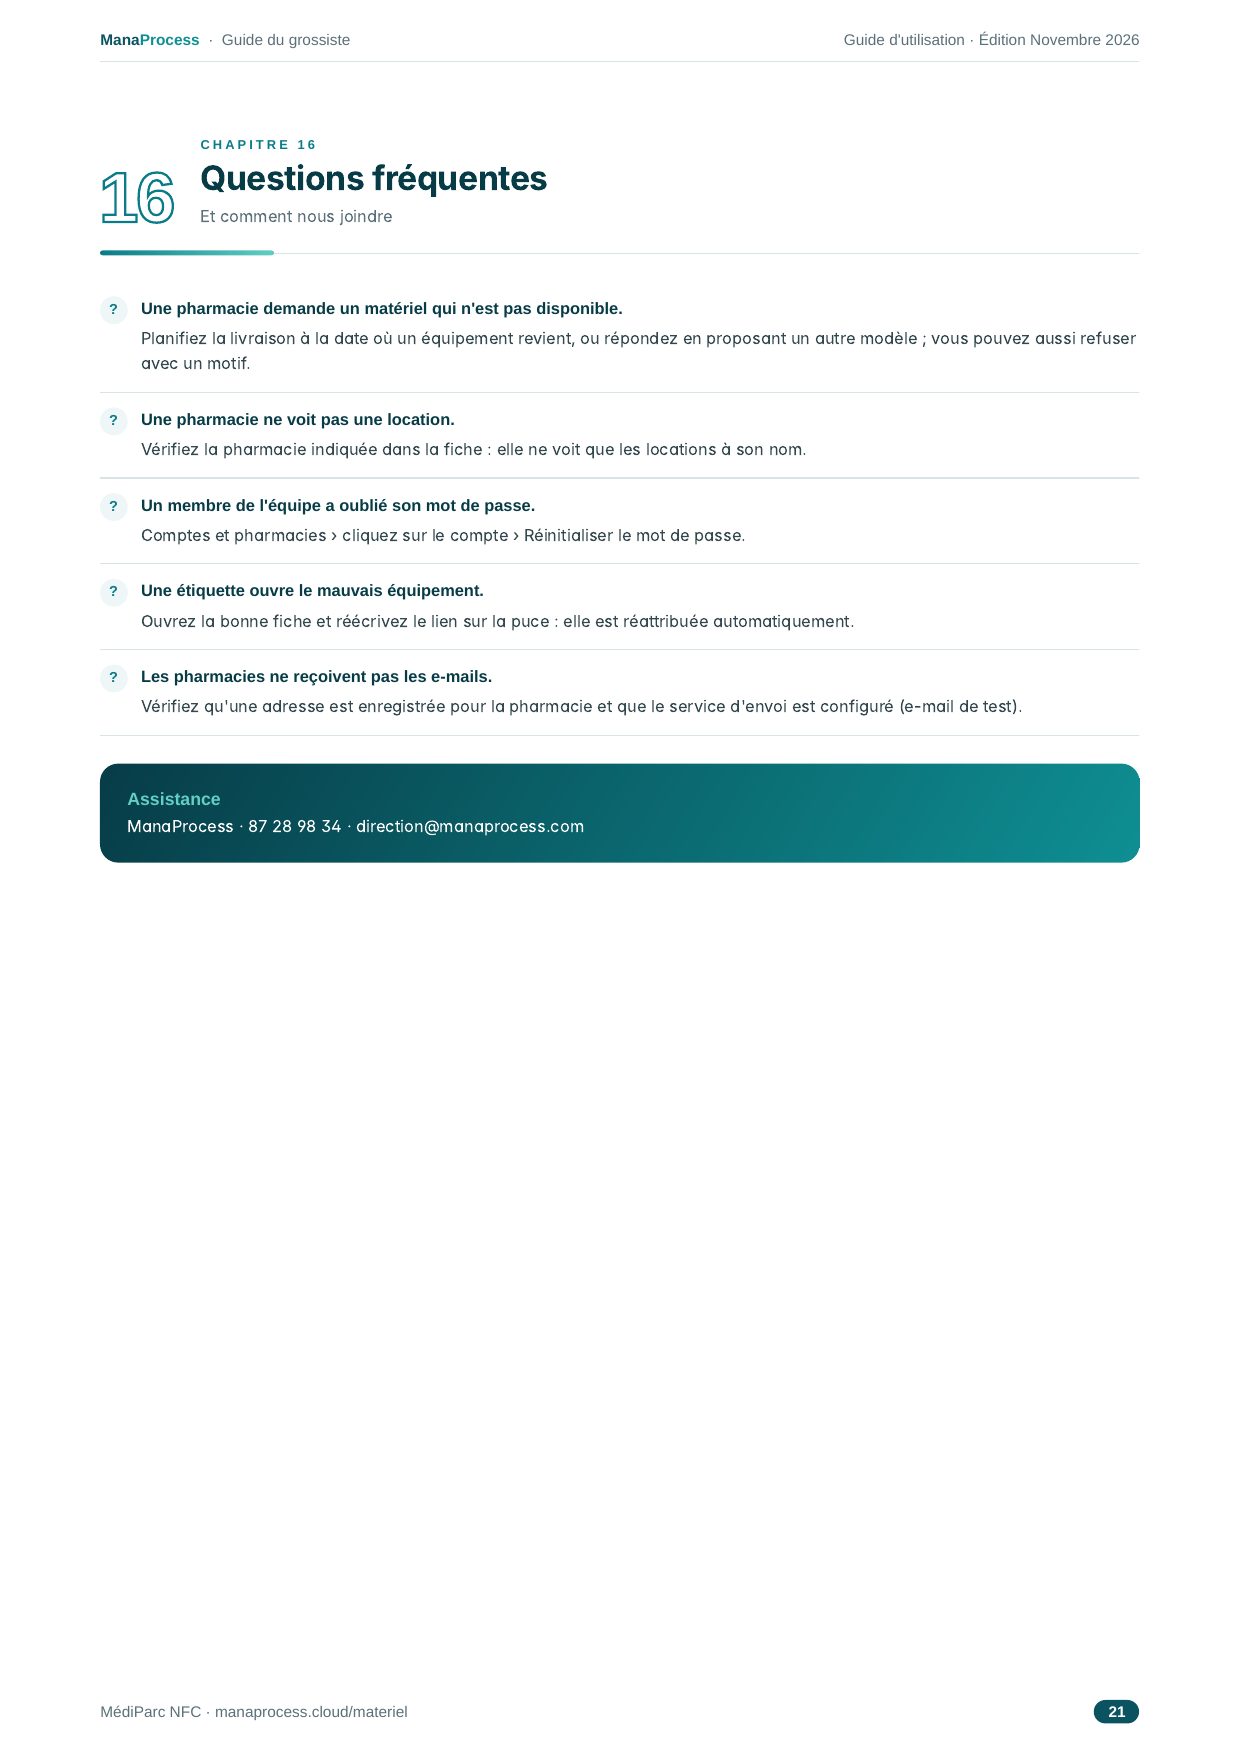 ManaProcess · Guide du grossiste
Guide d'utilisation · Édition Novembre 2026
CHAPITRE 16
16
Questions fréquentes
Et comment nous joindre
? Une pharmacie demande un matériel qui n'est pas disponible.
Planifiez la livraison à la date où un équipement revient, ou répondez en proposant un autre modèle ; vous pouvez aussi refuser
avec un motif.
? Une pharmacie ne voit pas une location.
Vérifiez la pharmacie indiquée dans la fiche : elle ne voit que les locations à son nom.
? Un membre de l'équipe a oublié son mot de passe.
Comptes et pharmacies › cliquez sur le compte › Réinitialiser le mot de passe.
? Une étiquette ouvre le mauvais équipement.
Ouvrez la bonne fiche et réécrivez le lien sur la puce : elle est réattribuée automatiquement.
? Les pharmacies ne reçoivent pas les e-mails.
Vérifiez qu'une adresse est enregistrée pour la pharmacie et que le service d'envoi est configuré (e-mail de test).
Assistance
ManaProcess · 87 28 98 34 · direction@manaprocess.com
MédiParc NFC · manaprocess.cloud/materiel
21